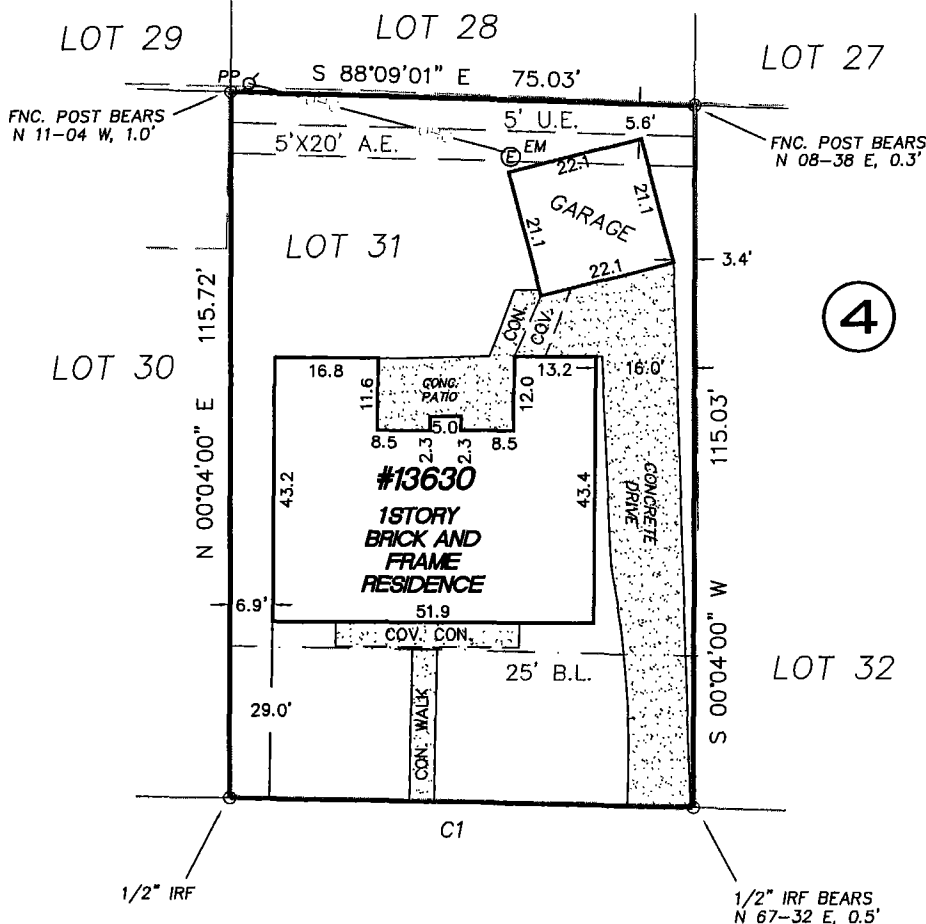 LOT 29
LOT 28
LOT 27
PP
S 88°09'01" E 75.03'
FNC. POST BEARS
N 11-04 W, 1.0'
5' U.E.
5.6'
FNC. POST BEARS
N 08-38 E, 0.3'
5'X20' A.E.
E
EM
22.1
21.1
GARAGE
21.1
22.1
3.4'
LOT 31
N 00°04'00" E 115.72'
4
LOT 30
CON.
COV.
16.8
11.6
CONC.
PATIO
12.0
13.2
16.0'
115.03'
8.5
2.3
5.0
2.3
8.5
43.2
#13630
1STORY
BRICK AND
FRAME
RESIDENCE
43.4
CONCRETE
DRIVE
6.9'
51.9
COV. CON.
25' B.L.
S 00°04'00" W
LOT 32
29.0'
CON. WALK
C1
1/2" IRF
1/2" IRF BEARS
N 67-32 E, 0.5'